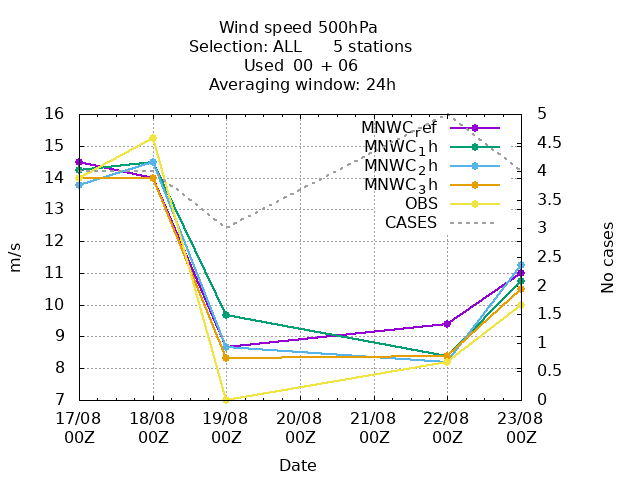 Wind speed 500hPa
Selection: ALL 5 stations
Used 00 + 06
Averaging window: 24h
16
15
14
13
12
11
10
9
8
7
5
4.5
4
3.5
3
2.5
2
1.5
1
0.5
0
m/s
No cases
MNWC_ref
MNWC_1h
MNWC_2h
MNWC_3h
OBS
CASES
17/08 18/08 19/08 20/08 21/08 22/08 23/08
00Z 00Z 00Z 00Z 00Z 00Z 00Z
Date